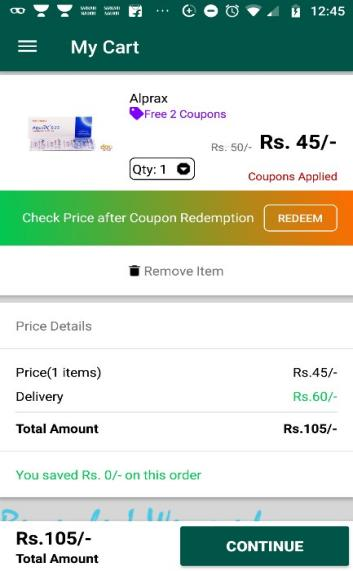 12:45
My Cart
Alprax
Free 2 Coupons
Rs. 50/- Rs. 45/-
Qty: 1
Coupons Applied
Check Price after Coupon Redemption REDEEM
Remove Item
Price Details
Price(1 items) Rs.45/-
Delivery Rs.60/-
Total Amount Rs.105/-
You saved Rs. 0/- on this order
Rs.105/-
Total Amount
CONTINUE